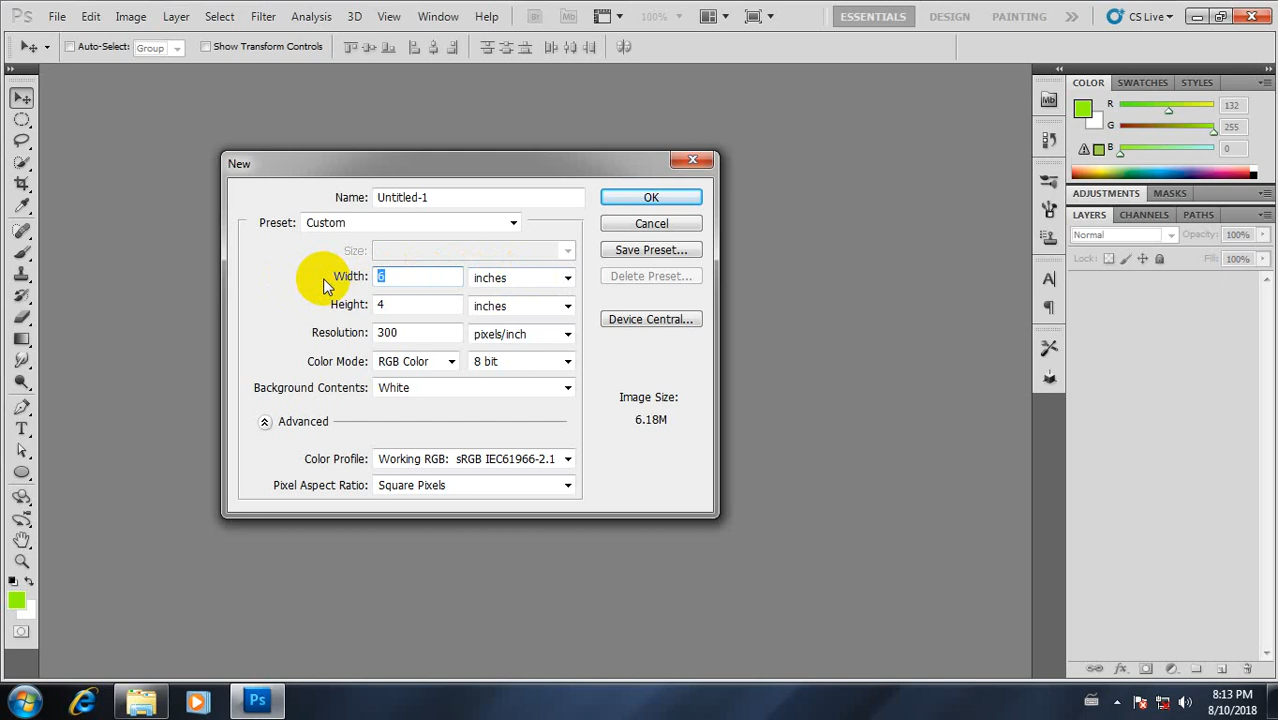 Ps File Edit Image Layer Select Filter Analysis 3D View Window Help Br Mb 100% ESSENTIALS DESIGN PAINTING CS Live
Auto-Select: Group Show Transform Controls
COLOR SWATCHES STYLES
Mb
R 132
G 255
B 0
New
Name: Untitled-1 OK
Preset: Custom Cancel
Size: Save Preset...
Width: 6 inches Delete Preset...
Height: 4 inches
Resolution: 300 pixels/inch Device Central...
Color Mode: RGB Color 8 bit
Background Contents: White
Image Size:
6.18M
Advanced
Color Profile: Working RGB: sRGB IEC61966-2.1
Pixel Aspect Ratio: Square Pixels
ADJUSTMENTS MASKS
LAYERS CHANNELS PATHS
Normal Opacity: 100%
Lock: Fill: 100%
A
T
fx
Ps
8:13 PM
8/10/2018